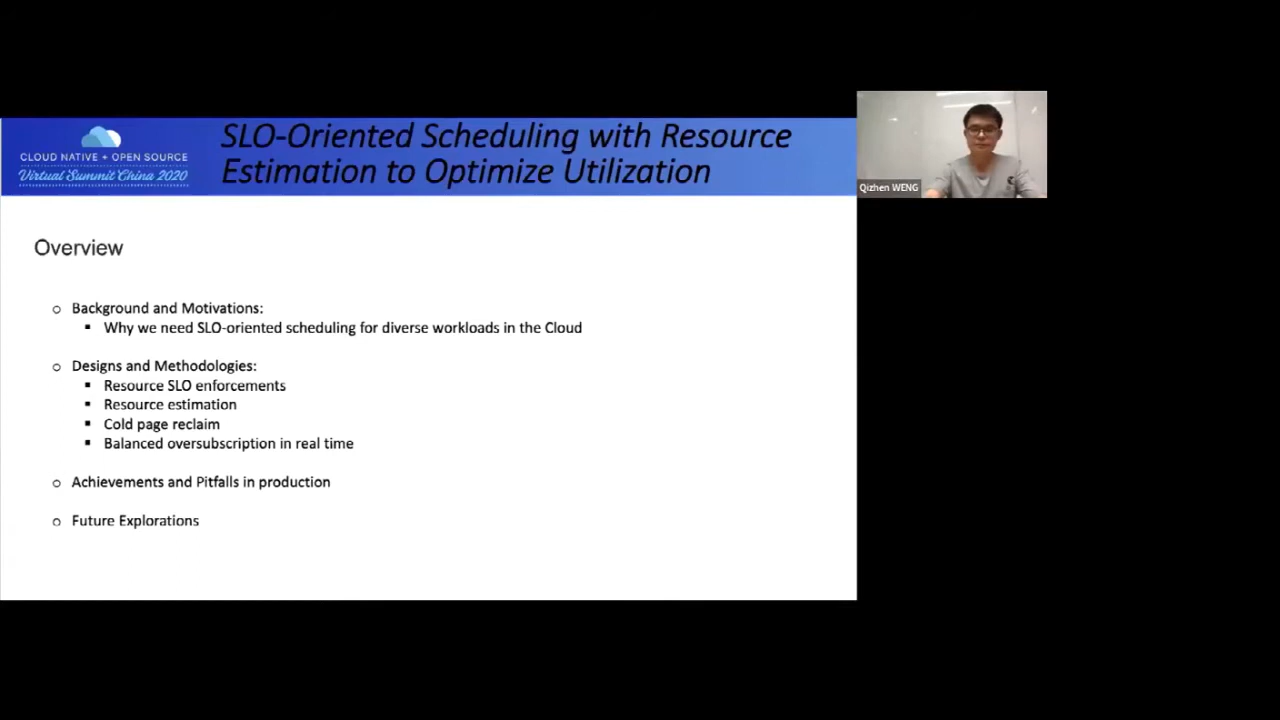 CLOUD NATIVE + OPEN SOURCE
Virtual Summit China 2020
SLO-Oriented Scheduling with Resource
Estimation to Optimize Utilization
Qizhen WENG
Overview
Background and Motivations:
Why we need SLO-oriented scheduling for diverse workloads in the Cloud
Designs and Methodologies:
Resource SLO enforcements
Resource estimation
Cold page reclaim
Balanced oversubscription in real time
Achievements and Pitfalls in production
Future Explorations